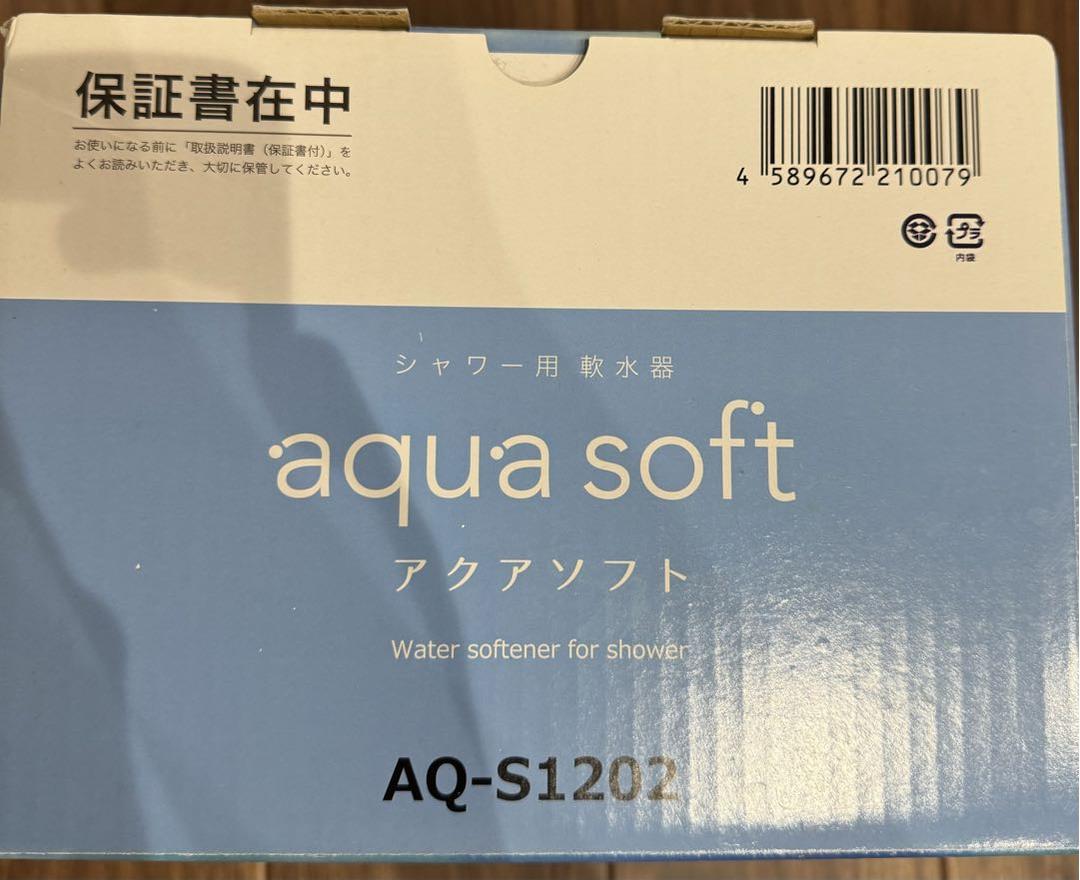 保証書在中
お使いになる前に「取扱説明書（保証書付）」を
よくお読みいただき、大切に保管してください。
4 589672 210079
プラ
内袋
シャワー用 軟水器
aqua soft
アクアソフト
Water softener for shower
AQ-S1202